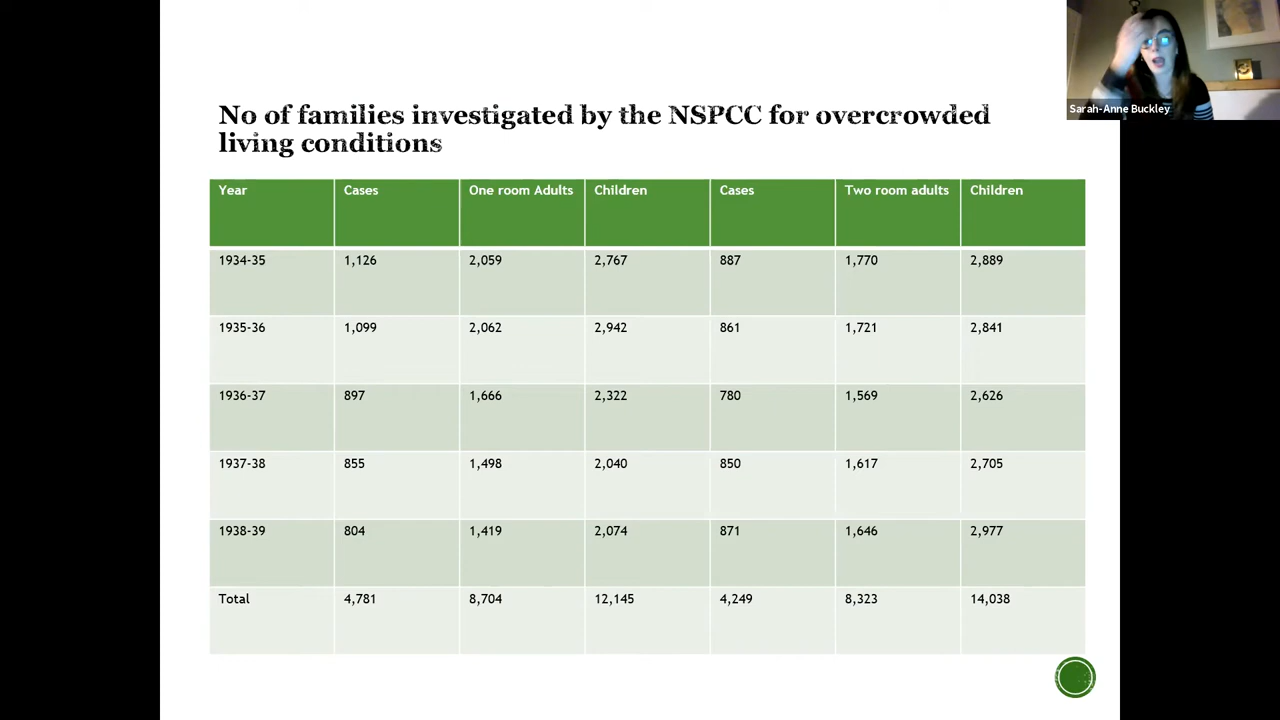 Sarah-Anne Buckley
No of families investigated by the NSPCC for overcrowded
living conditions
Year Cases One room Adults Children Cases Two room adults Children
1934-35 1,126 2,059 2,767 887 1,770 2,889
1935-36 1,099 2,062 2,942 861 1,721 2,841
1936-37 897 1,666 2,322 780 1,569 2,626
1937-38 855 1,498 2,040 850 1,617 2,705
1938-39 804 1,419 2,074 871 1,646 2,977
Total 4,781 8,704 12,145 4,249 8,323 14,038